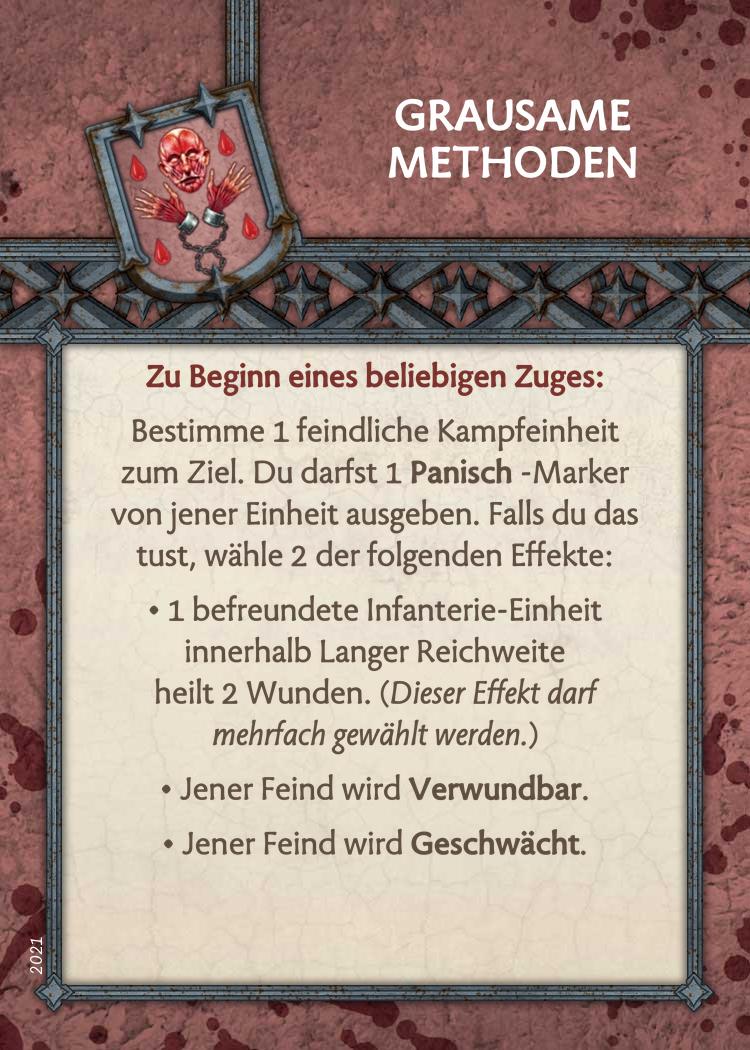 GRAUSAME
METHODEN
Zu Beginn eines beliebigen Zuges:
Bestimme 1 feindliche Kampfeinheit
zum Ziel. Du darfst 1 Panisch -Marker
von jener Einheit ausgeben. Falls du das
tust, wähle 2 der folgenden Effekte:
• 1 befreundete Infanterie-Einheit
innerhalb Langer Reichweite
heilt 2 Wunden. (Dieser Effekt darf
mehrfach gewählt werden.)
• Jener Feind wird Verwundbar.
• Jener Feind wird Geschwächt.
2021